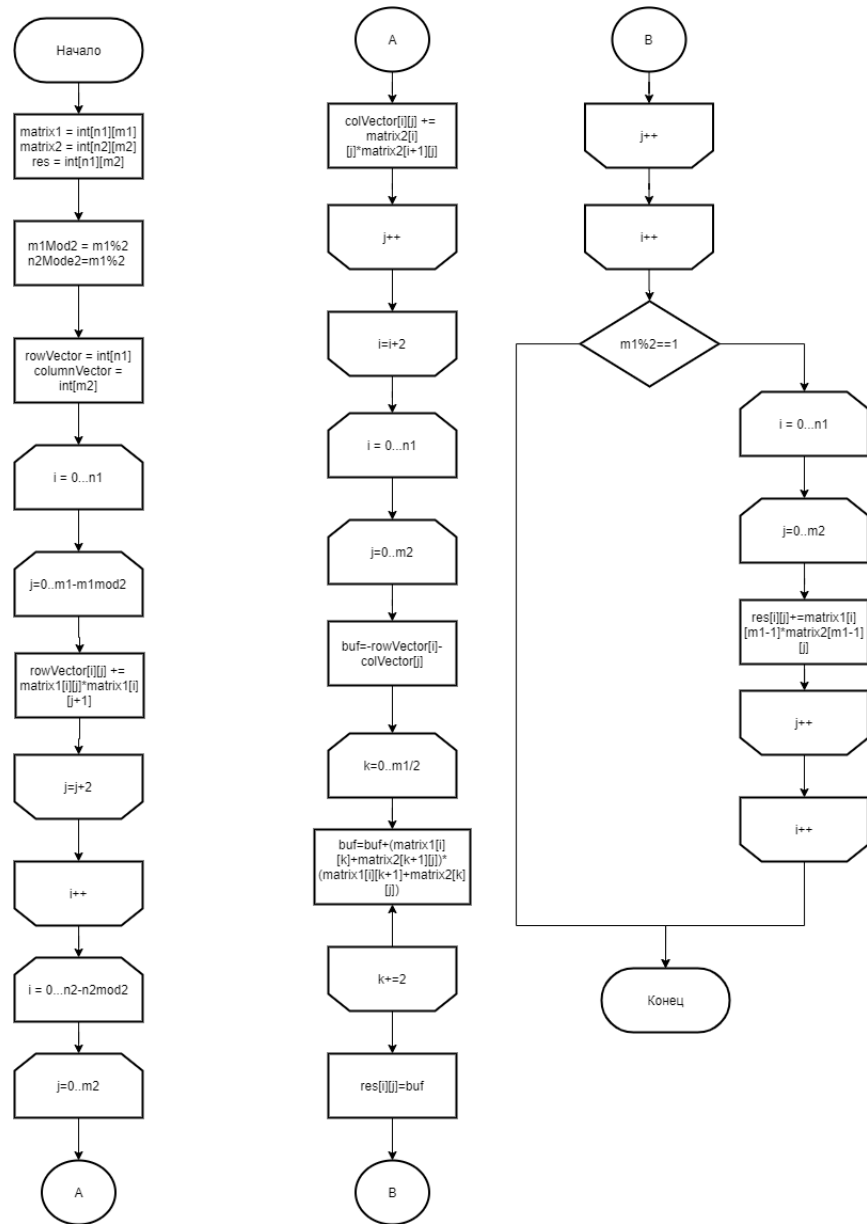 Начало
matrix1 = int[n1][m1]
matrix2 = int[n2][m2]
res = int[n1][m2]
m1Mod2 = m1%2
n2Mode2=m1%2
rowVector = int[n1]
columnVector =
int[m2]
i = 0...n1
j=0..m1-m1mod2
rowVector[i][j] +=
matrix1[i][j]*matrix1[i]
[j+1]
j=j+2
i++
i = 0...n2-n2mod2
j=0..m2
A
A
colVector[i][j] +=
matrix2[i]
[j]*matrix2[i+1][j]
j++
i=i+2
i = 0...n1
j=0..m2
buf=-rowVector[i]-
colVector[j]
k=0..m1/2
buf=buf+(matrix1[i]
[k]+matrix2[k+1][j])*
(matrix1[i][k+1]+matrix2[k]
[j])
k+=2
res[i][j]=buf
B
B
j++
i++
m1%2==1
i = 0...n1
j=0..m2
res[i][j]+=matrix1[i]
[m1-1]*matrix2[m1-1]
[j]
j++
i++
Конец